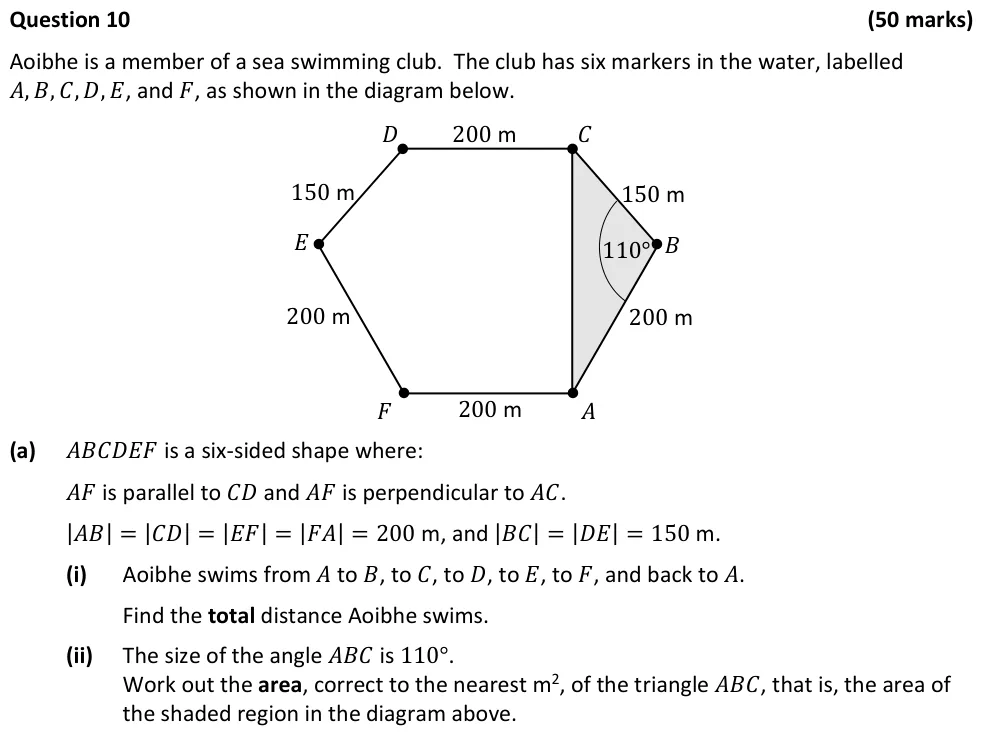 Question 10 (50 marks)
Aoibhe is a member of a sea swimming club. The club has six markers in the water, labelled
A, B, C, D, E, and F, as shown in the diagram below.
D 200 m C
150 m 150 m
E 110° B
200 m 200 m
F 200 m A
(a) ABCDEF is a six-sided shape where:
AF is parallel to CD and AF is perpendicular to AC.
|AB| = |CD| = |EF| = |FA| = 200 m, and |BC| = |DE| = 150 m.
(i) Aoibhe swims from A to B, to C, to D, to E, to F, and back to A.
Find the total distance Aoibhe swims.
(ii) The size of the angle ABC is 110°.
Work out the area, correct to the nearest m², of the triangle ABC, that is, the area of
the shaded region in the diagram above.